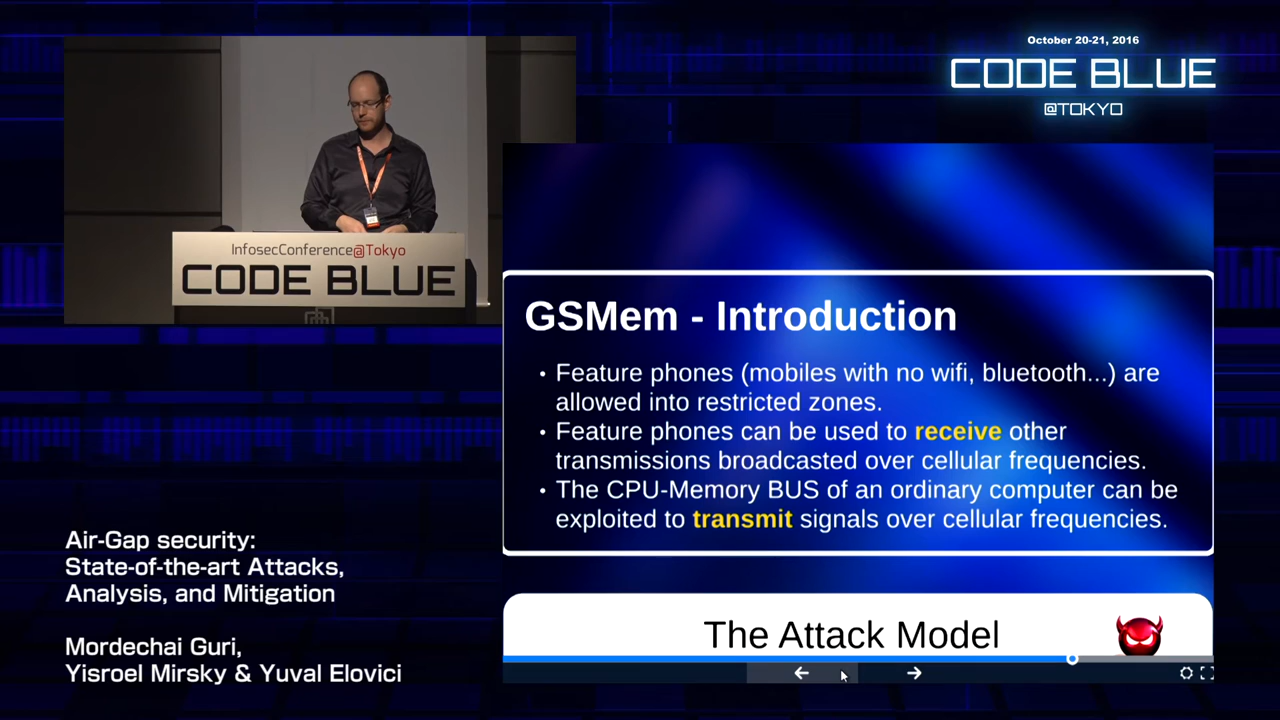 October 20-21, 2016
CODE BLUE
@TOKYO
InfosecConference@Tokyo
CODE BLUE
GSMem - Introduction
• Feature phones (mobiles with no wifi, bluetooth...) are
allowed into restricted zones.
• Feature phones can be used to receive other
transmissions broadcasted over cellular frequencies.
• The CPU-Memory BUS of an ordinary computer can be
exploited to transmit signals over cellular frequencies.
The Attack Model
Air-Gap security:
State-of-the-art Attacks,
Analysis, and Mitigation
Mordechai Guri,
Yisroel Mirsky & Yuval Elovici